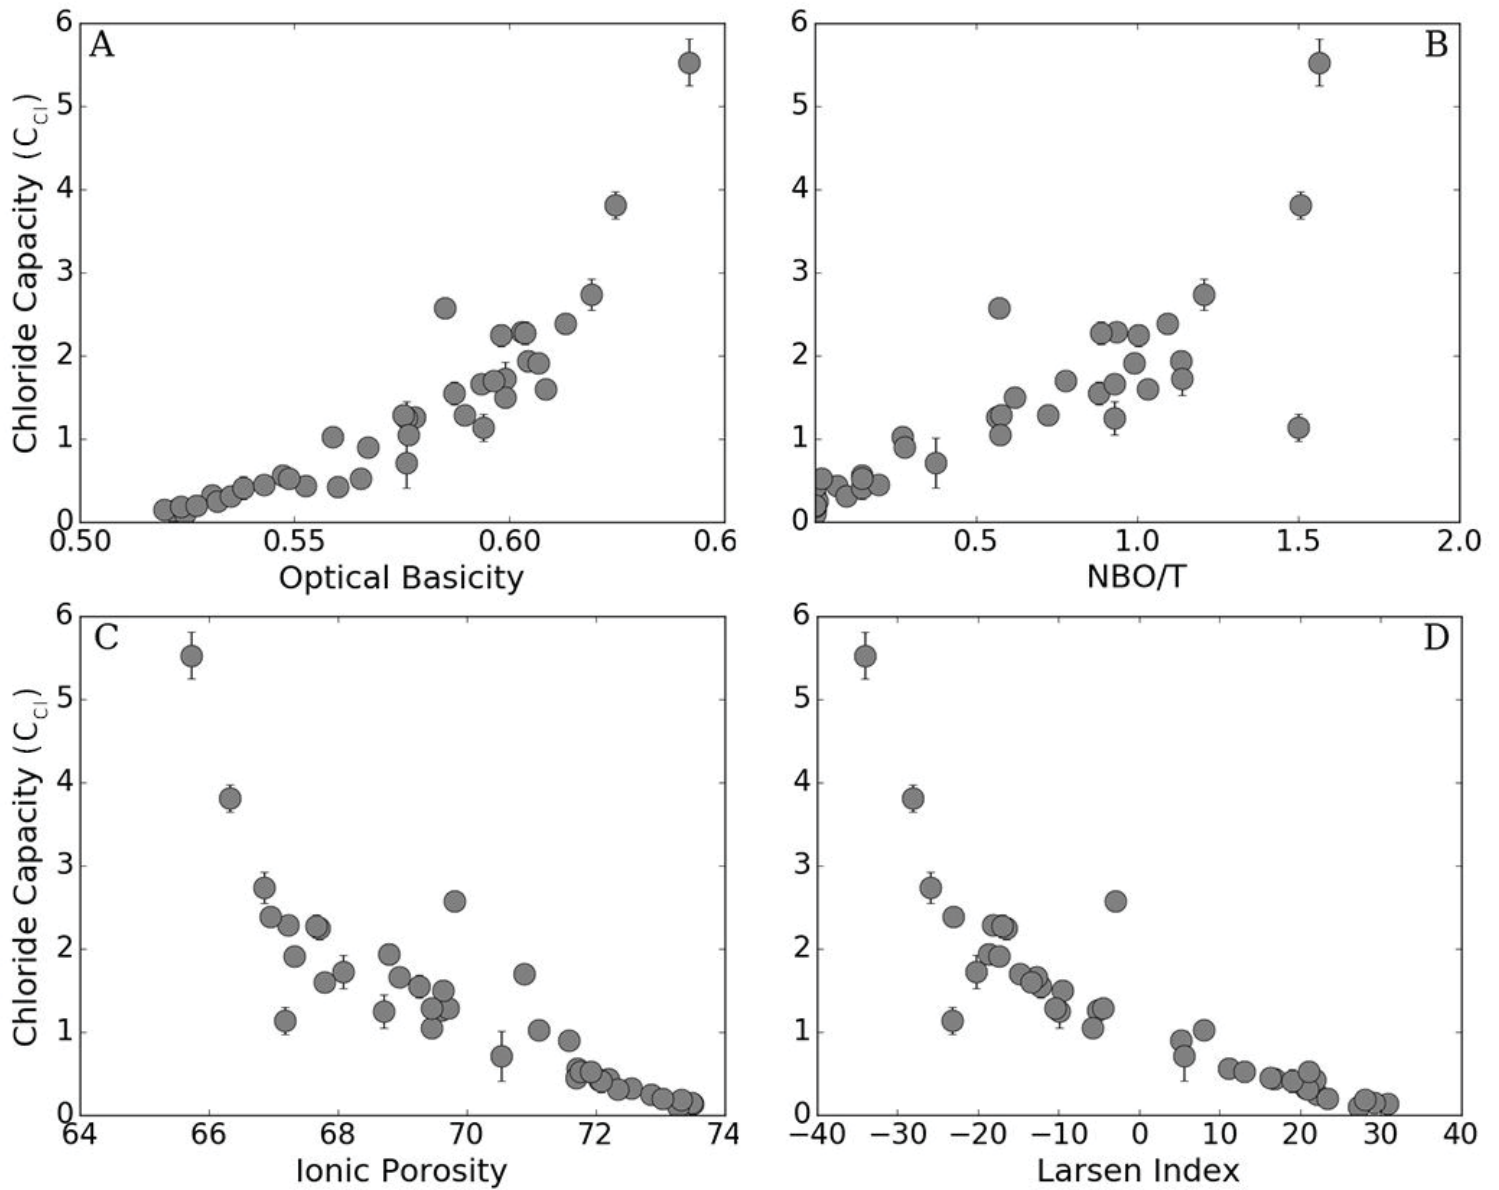 A
B
6
5
4
3
2
1
0
Chloride Capacity (C_Cl)
0.50 0.55 0.60 0.6
Optical Basicity
6
5
4
3
2
1
0
0.5 1.0 1.5 2.0
NBO/T
C
D
6
5
4
3
2
1
0
Chloride Capacity (C_Cl)
64 66 68 70 72 74
Ionic Porosity
6
5
4
3
2
1
0
−40 −30 −20 −10 0 10 20 30 40
Larsen Index